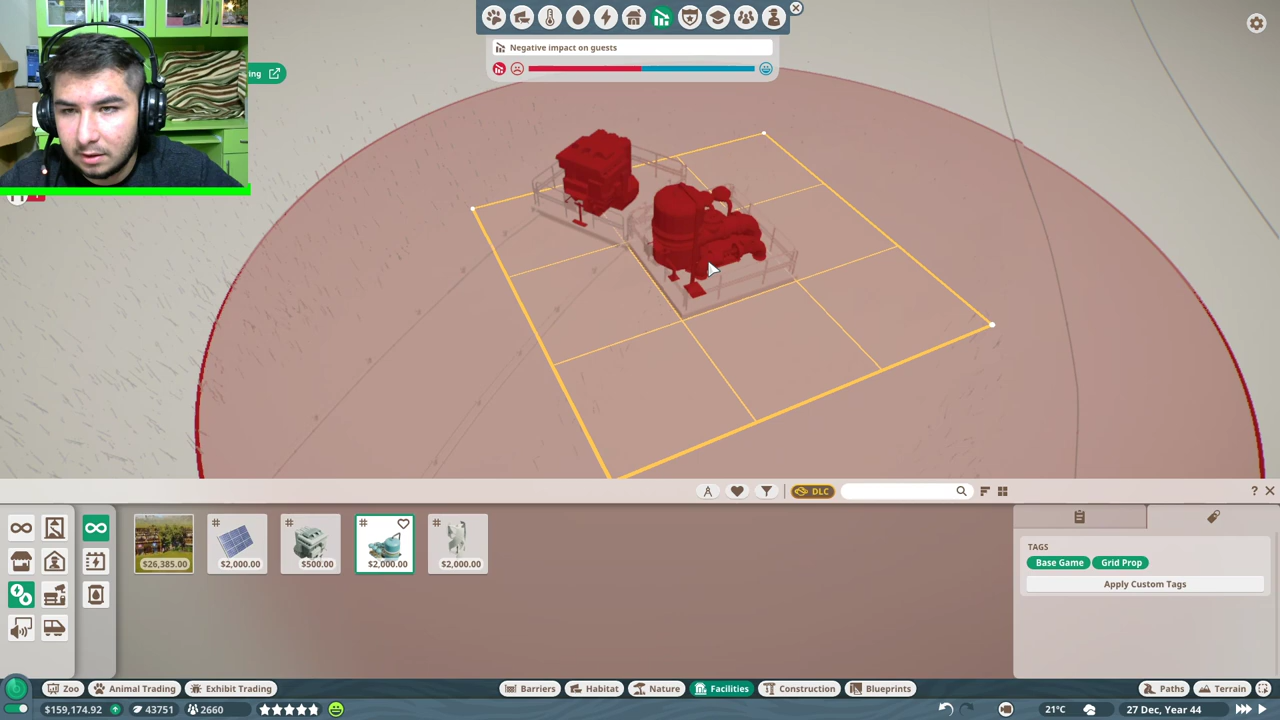 Negative impact on guests
ing
DLC
?
$26,385.00
$2,000.00
$500.00
$2,000.00
$2,000.00
TAGS
Base Game
Grid Prop
Apply Custom Tags
Zoo
Animal Trading
Exhibit Trading
Barriers
Habitat
Nature
Facilities
Construction
Blueprints
Paths
Terrain
$159,174.92
43751
2660
21°C
27 Dec, Year 44